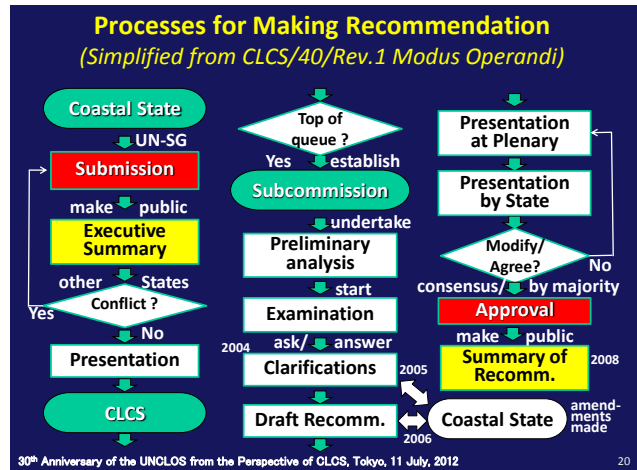 Processes for Making Recommendation
(Simplified from CLCS/40/Rev.1 Modus Operandi)
Coastal State
UN-SG
Submission
make public
Executive
Summary
other States
Conflict ?
Yes
No
Presentation
CLCS
Top of
queue ?
Yes establish
Subcommission
undertake
Preliminary
analysis
start
Examination
ask/ answer
2004
Clarifications
2005
Draft Recomm.
2006
Coastal State
amend-
ments
made
Presentation
at Plenary
Presentation
by State
Modify/
Agree?
No
consensus/ by majority
Approval
make public
Summary of
Recomm.
2008
30th Anniversary of the UNCLOS from the Perspective of CLCS, Tokyo, 11 July, 2012
20